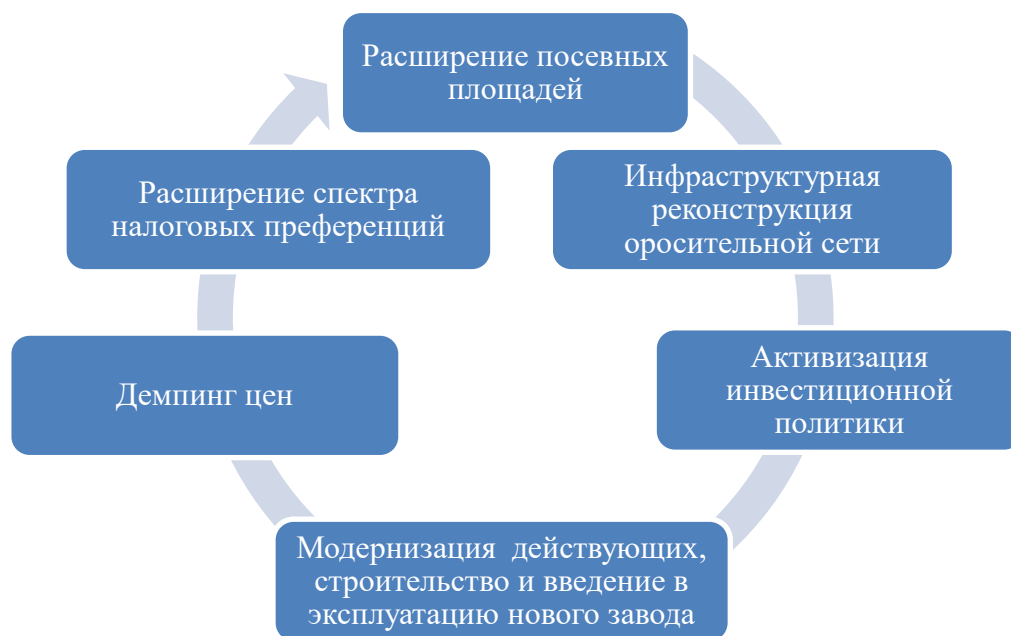 Расширение посевных
площадей
Инфраструктурная
реконструкция
оросительной сети
Активизация
инвестиционной
политики
Модернизация  действующих,
строительство и введение в
эксплуатацию нового завода
Демпинг цен
Расширение спектра
налоговых преференций